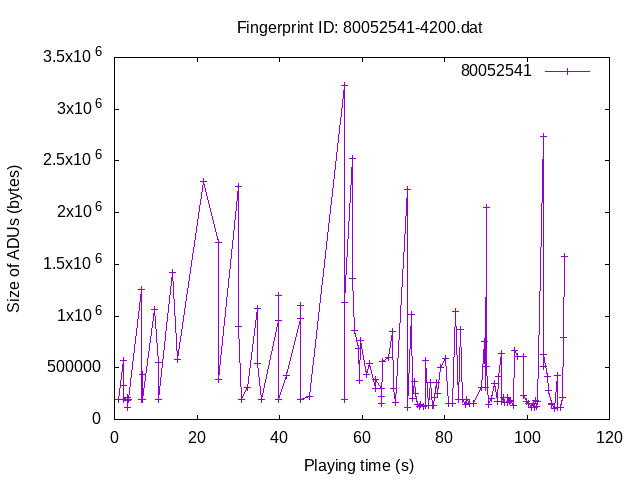 Fingerprint ID: 80052541-4200.dat
80052541
Size of ADUs (bytes)
3.5x10^6
3x10^6
2.5x10^6
2x10^6
1.5x10^6
1x10^6
500000
0
0 20 40 60 80 100 120
Playing time (s)